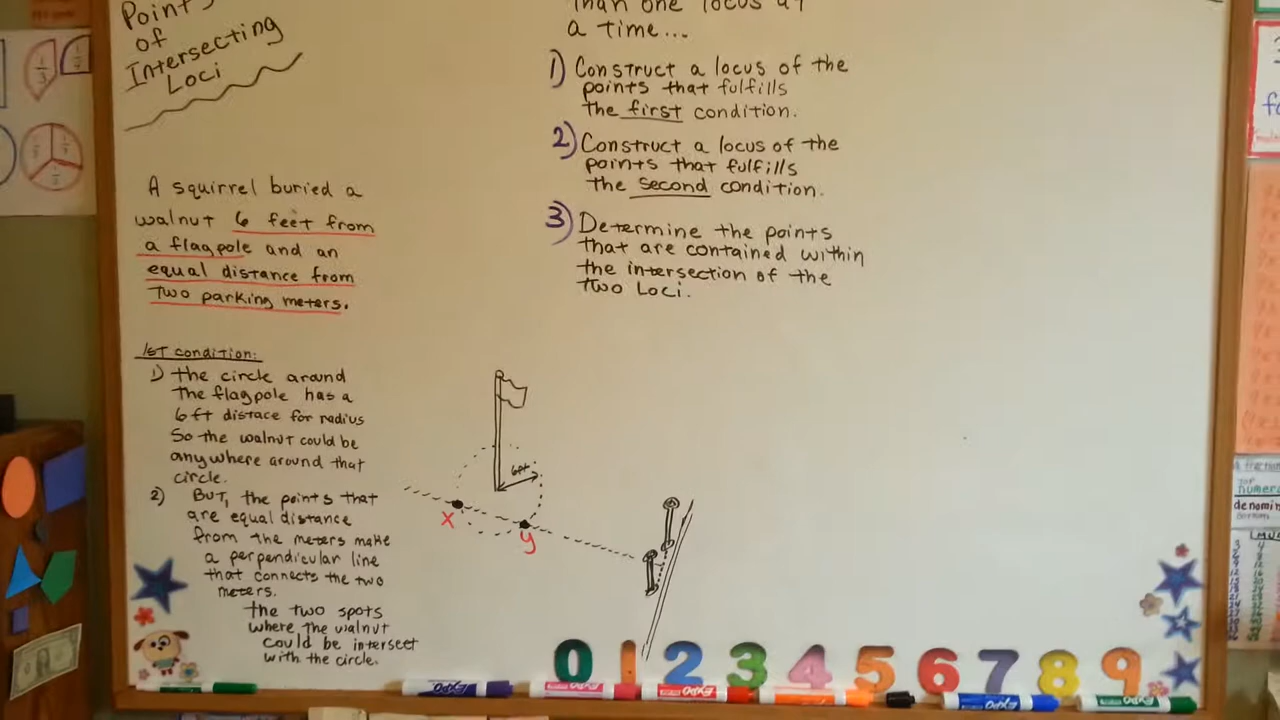 Points
of
Intersecting
Loci
than one locus at
a time...
1) Construct a locus of the
points that fulfills
the first condition.
2) Construct a locus of the
points that fulfills
the second condition.
3) Determine the points
that are contained within
the intersection of the
two Loci.
A squirrel buried a
walnut 6 feet from
a flagpole and an
equal distance from
two parking meters.
1st condition:
1) the circle around
the flagpole has a
6ft distace for radius
So the walnut could be
anywhere around that
circle.
2) But, the points that
are equal distance
from the meters make
a perpendicular line
that connects the two
meters.
the two spots
where the walnut
could be intersect
with the circle.
6ft
x
y
0 1 2 3 4 5 6 7 8 9
EXPO
EXPO
EXPO
EXPO
EXPO